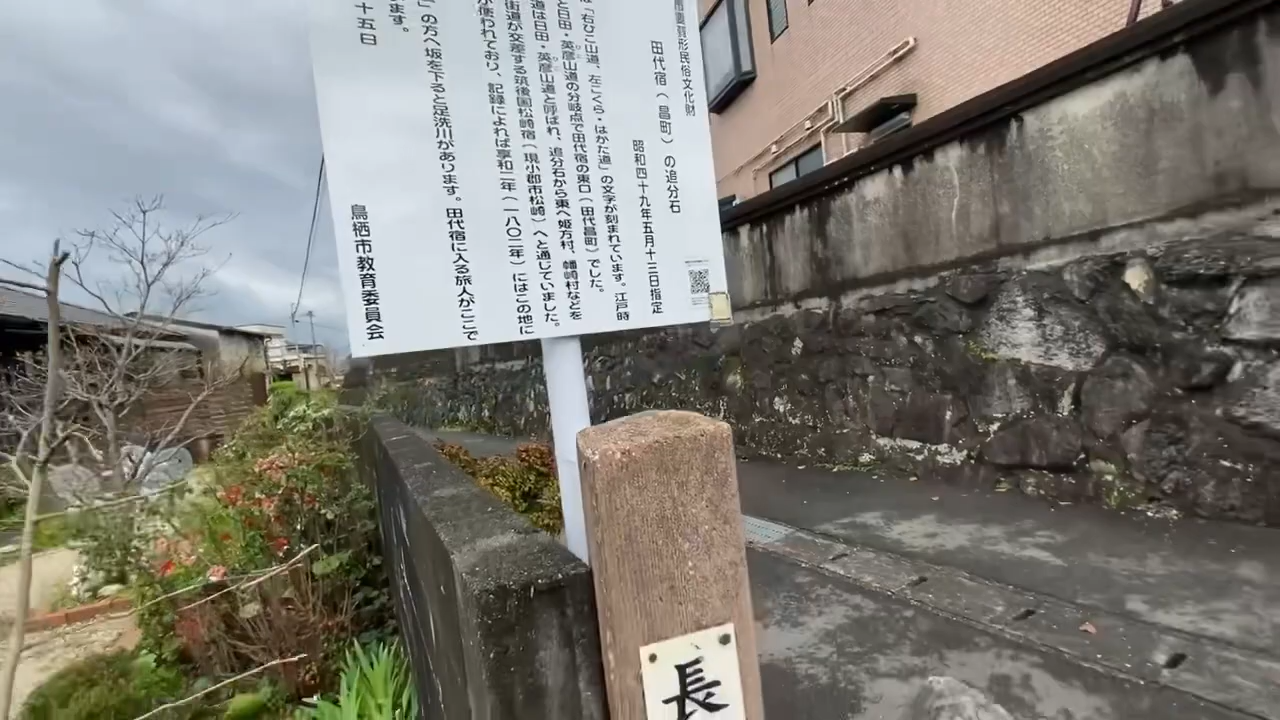 市重要有形民俗文化財
田代宿(昌町)の追分石
昭和四十九年五月十三日指定
「右ひこ山道、左こくら・はかた道」の文字が刻まれています。江戸時
と日田・英彦山道の分岐点で田代宿の東口(田代昌町)でした。
道は日田・英彦山道と呼ばれ、追分石から東へ姫方村、幡崎村などを
街道が交差する筑後国松崎宿(現小郡市松崎)へと通じていました。
が使われており、記録によれば享和二年(一八〇二年)にはこの地に
」の方へ坂を下ると足洗川があります。田代宿に入る旅人がここで
ます。
十五日
鳥栖市教育委員会
長